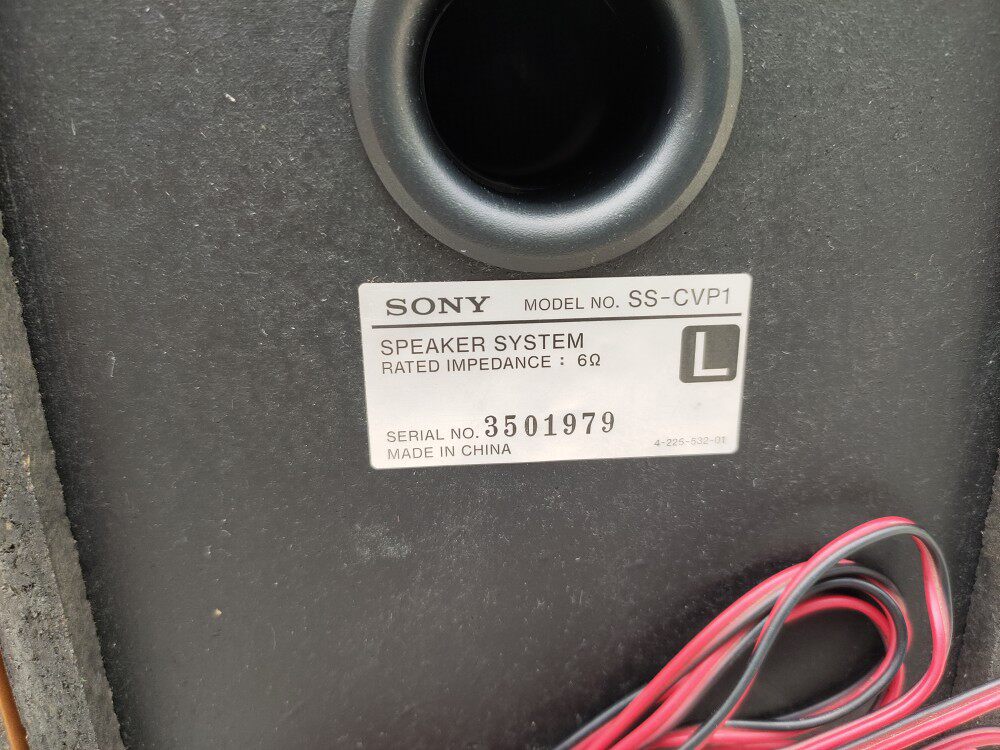 SONY MODEL NO. SS-CVP1
SPEAKER SYSTEM
RATED IMPEDANCE : 6Ω
L
SERIAL NO. 3501979
MADE IN CHINA
4-225-532-01